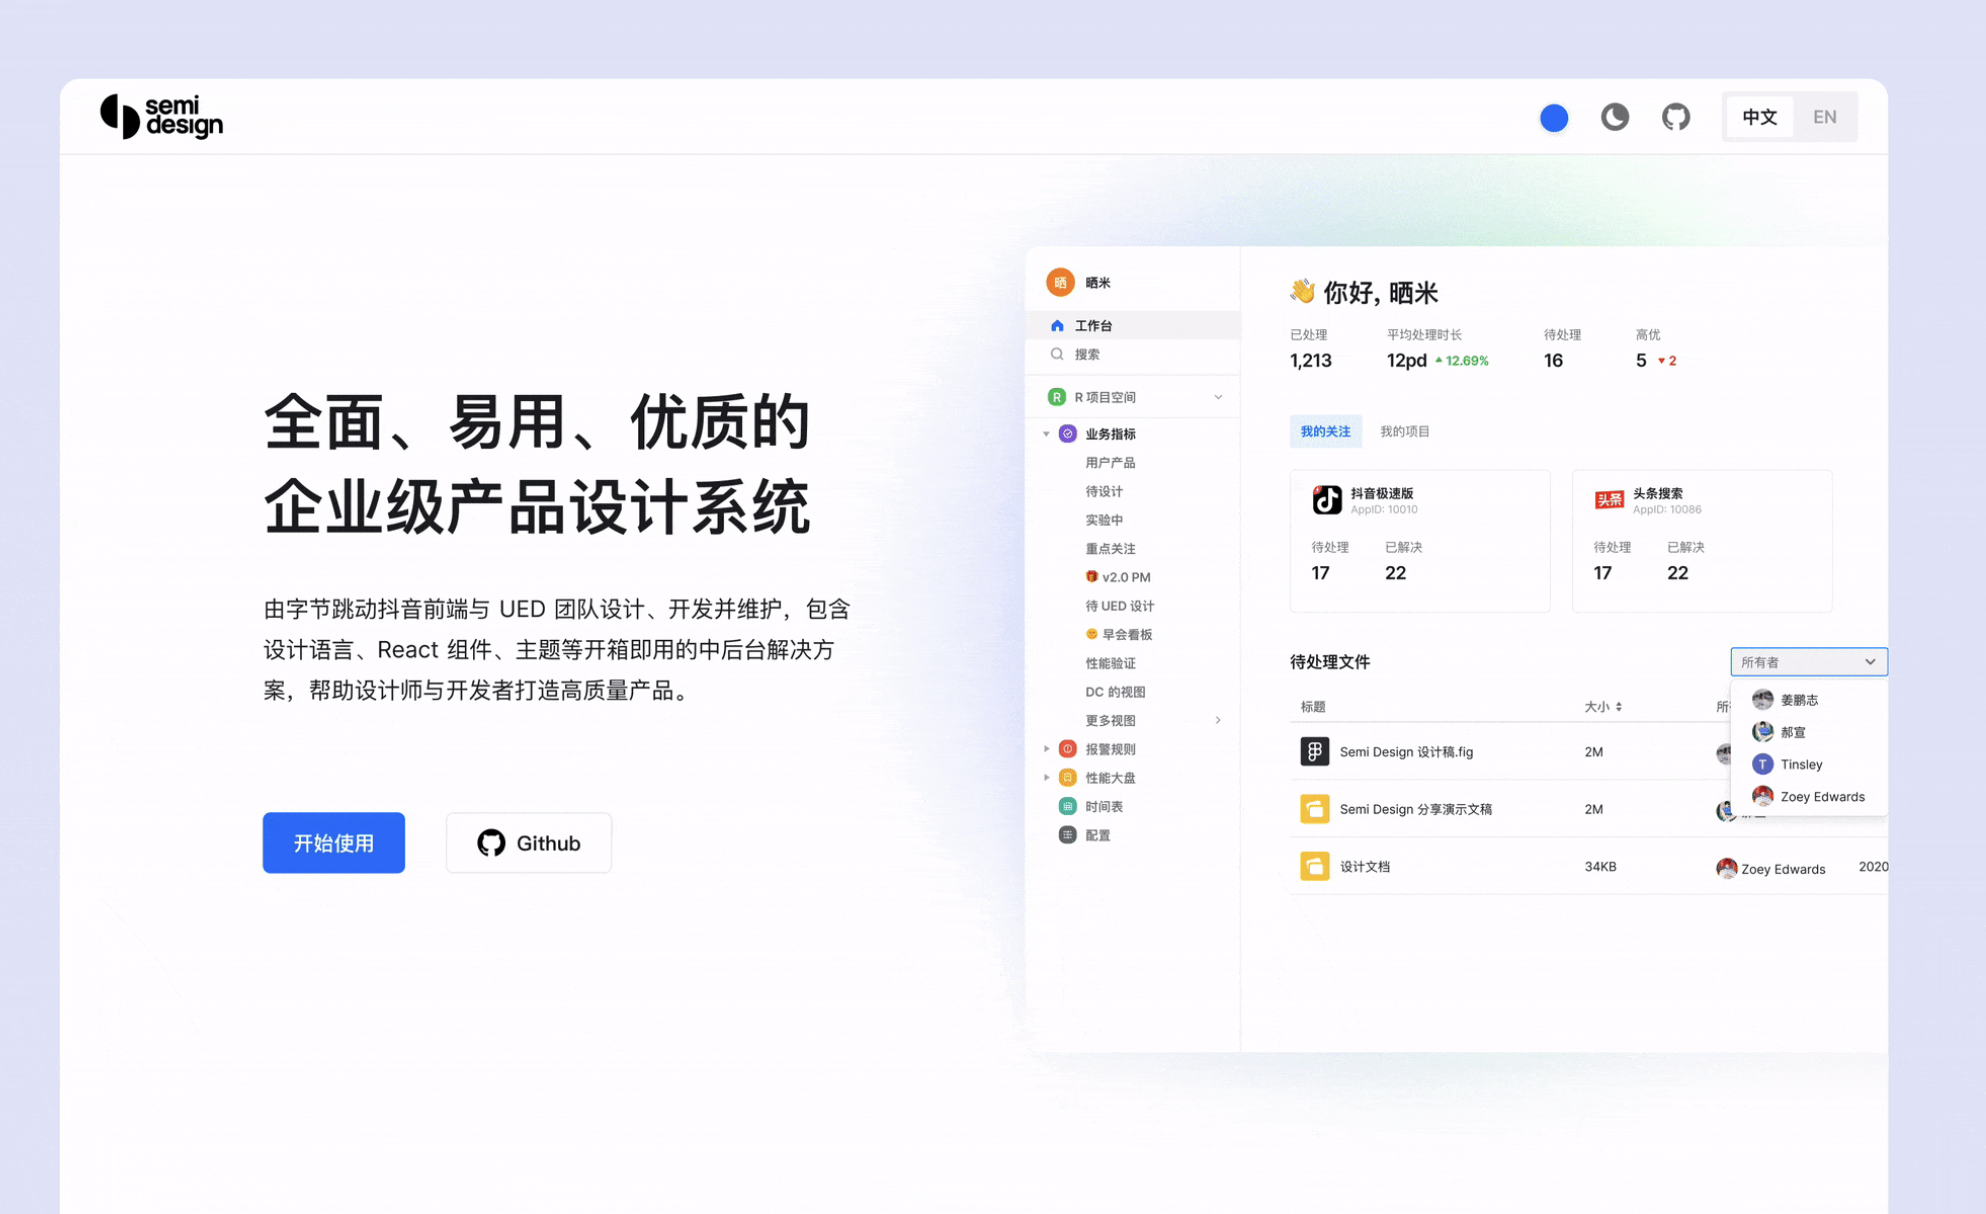 semi
design
中文 EN
全面、易用、优质的
企业级产品设计系统
由字节跳动抖音前端与 UED 团队设计、开发并维护，包含
设计语言、React 组件、主题等开箱即用的中后台解决方
案，帮助设计师与开发者打造高质量产品。
开始使用
Github
晒 晒米
工作台
搜索
R R 项目空间
业务指标
用户产品
待设计
实验中
重点关注
v2.0 PM
待 UED 设计
早会看板
性能验证
DC 的视图
更多视图
报警规则
性能大盘
时间表
配置
👋 你好, 晒米
已处理 平均处理时长 待处理 高优
1,213 12pd 12.69% 16 5 2
我的关注 我的项目
抖音极速版
AppID: 10010
待处理 已解决
17 22
头条 头条搜索
AppID: 10086
待处理 已解决
17 22
待处理文件
所有者
姜鹏志
郝宣
T Tinsley
Zoey Edwards
标题 大小 所
Semi Design 设计稿.fig 2M
Semi Design 分享演示文稿 2M
设计文档 34KB Zoey Edwards 2020